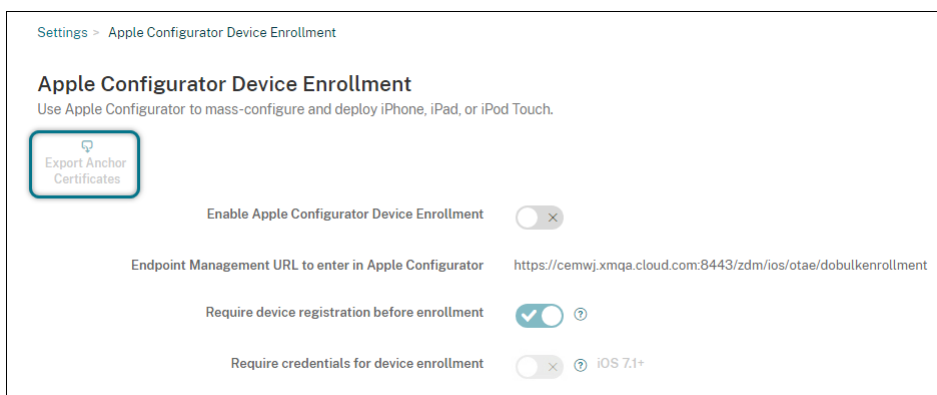 Settings > Apple Configurator Device Enrollment
Apple Configurator Device Enrollment
Use Apple Configurator to mass-configure and deploy iPhone, iPad, or iPod Touch.
Export Anchor
Certificates
Enable Apple Configurator Device Enrollment
Endpoint Management URL to enter in Apple Configurator https://cemwj.xmqa.cloud.com:8443/zdm/ios/otae/dobulkenrollment
Require device registration before enrollment ?
Require credentials for device enrollment ? iOS 7.1+